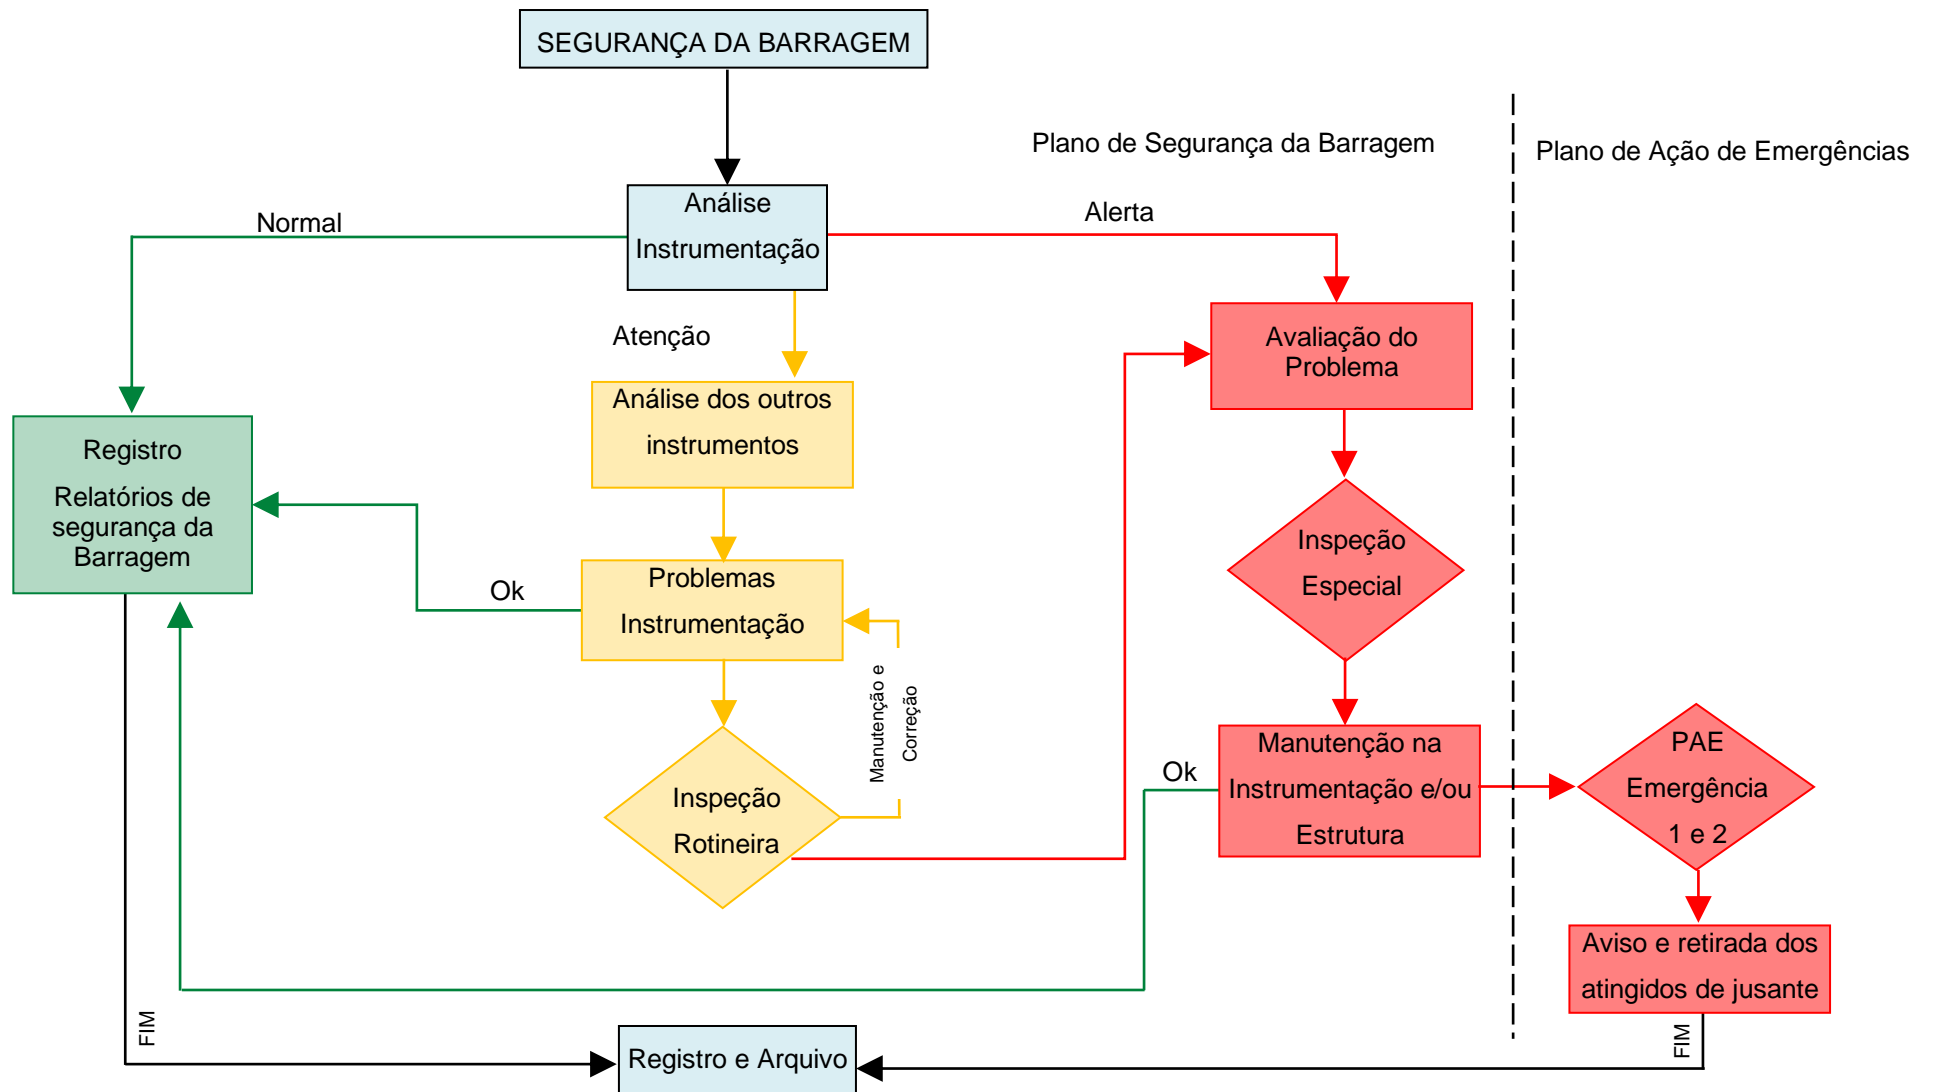 SEGURANÇA DA BARRAGEM
Plano de Segurança da Barragem
Plano de Ação de Emergências
Análise
Instrumentação
Normal
Alerta
Atenção
Avaliação do
Problema
Análise dos outros
instrumentos
Registro
Relatórios de
segurança da
Barragem
Inspeção
Especial
Ok
Problemas
Instrumentação
Manutenção e
Correção
Inspeção
Rotineira
Ok
Manutenção na
Instrumentação e/ou
Estrutura
PAE
Emergência
1 e 2
Aviso e retirada dos
atingidos de jusante
FIM
FIM
Registro e Arquivo